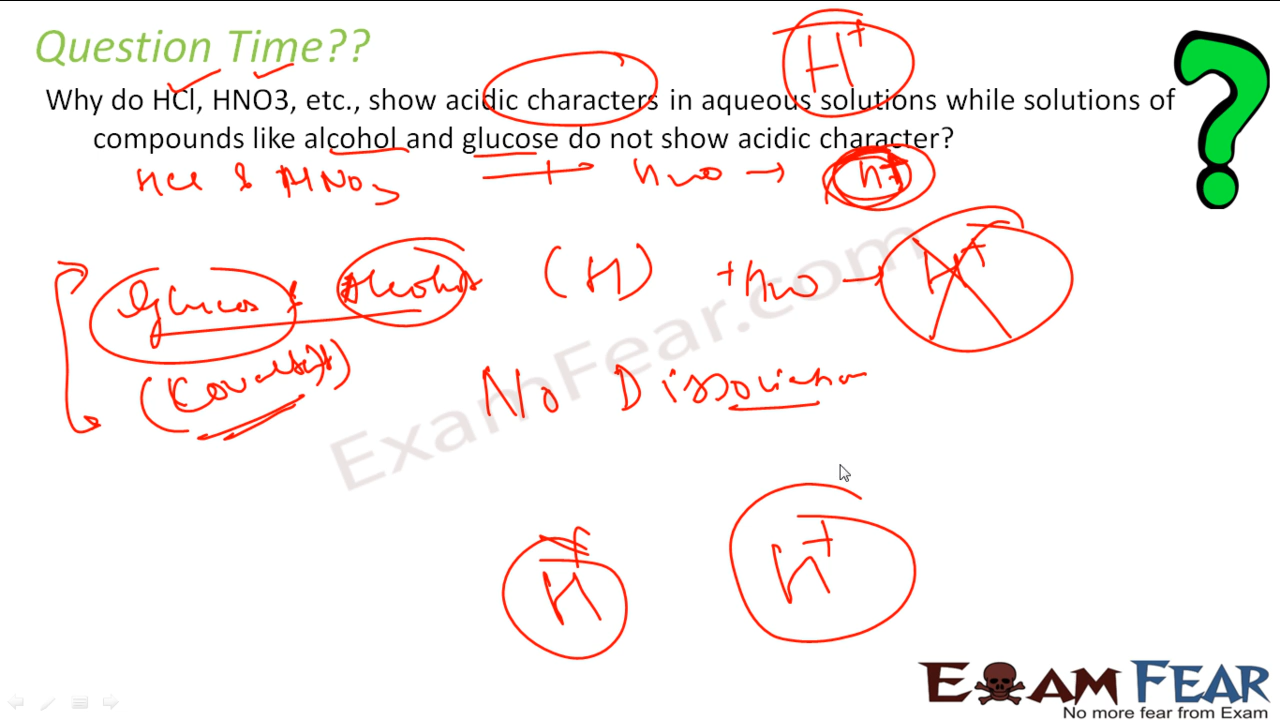 Question Time??
H⁺
Why do HCl, HNO3, etc., show acidic characters in aqueous solutions while solutions of
compounds like alcohol and glucose do not show acidic character?
HCl & HNO₃ → H₂O → H⁺
Glucos & Alcohol (H) + H₂O → H⁺
(Covalent)
No Dissociation
H⁺ H⁺
ExamFear.com
EXAM FEAR
No more fear from Exam